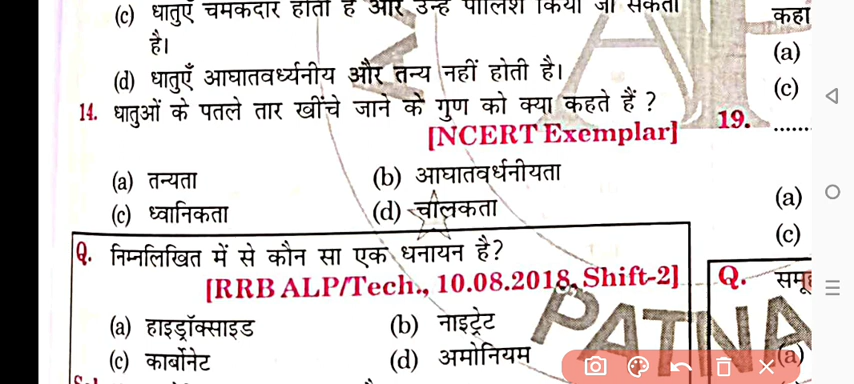 (c) धातुएँ चमकदार होती हैं और उन्हें पॉलिश किया जा सकता
है।
(d) धातुएँ आघातवर्ध्यनीय और तन्य नहीं होती है।
14. धातुओं के पतले तार खींचे जाने के गुण को क्या कहते हैं ?
[NCERT Exemplar]
(a) तन्यता (b) आघातवर्धनीयता
(c) ध्वानिकता (d) चालकता
Q. निम्नलिखित में से कौन सा एक धनायन है?
[RRB ALP/Tech., 10.08.2018, Shift-2]
(a) हाइड्रॉक्साइड (b) नाइट्रेट
(c) कार्बोनेट (d) अमोनियम
कहा
(a)
(c)
19. ......
(a)
(c)
Q. समू
(a)
PATNA